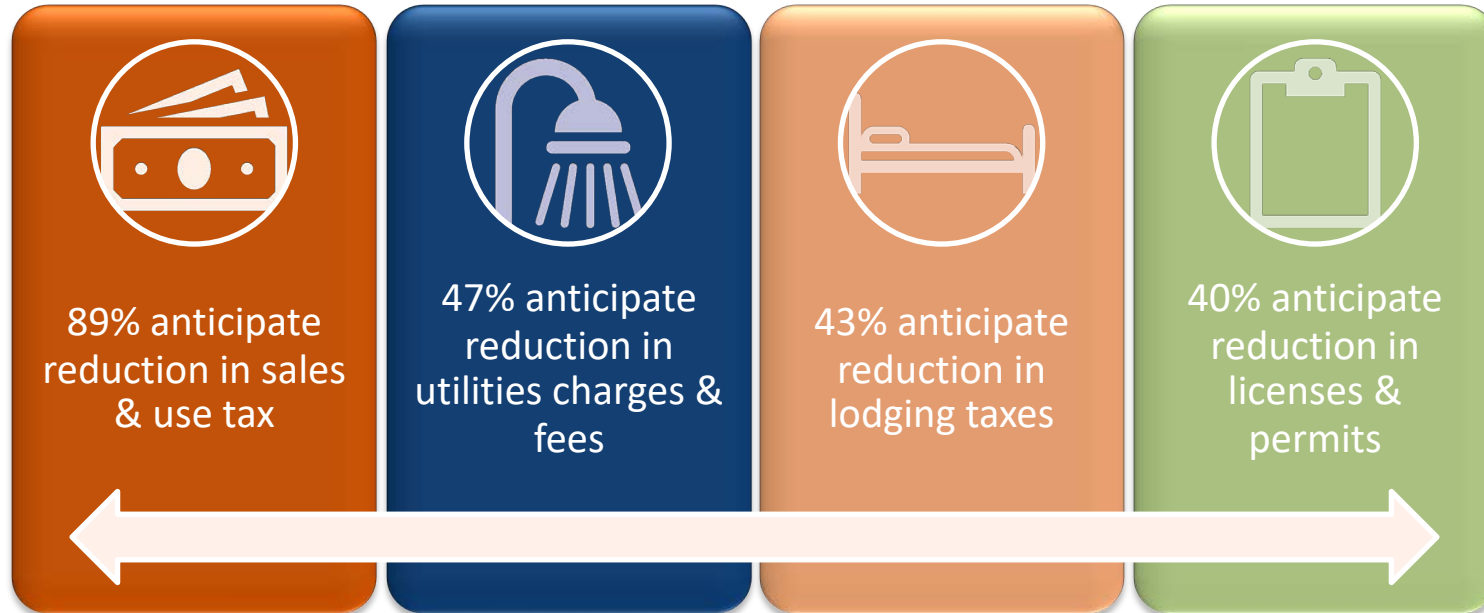 89% anticipate
reduction in sales
& use tax
47% anticipate
reduction in
utilities charges &
fees
43% anticipate
reduction in
lodging taxes
40% anticipate
reduction in
licenses &
permits